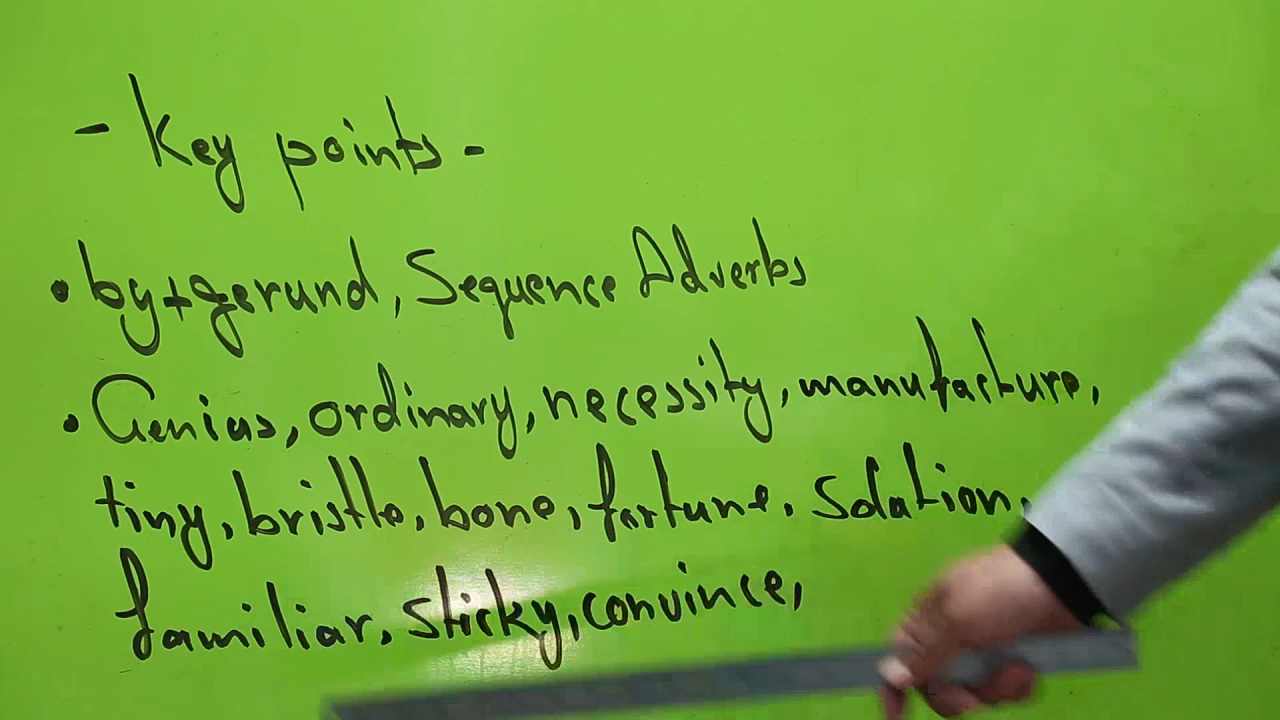 - Key points -
• by+gerund, Sequence Adverbs
• Genius, ordinary, necessity, manufacture,
tiny, bristle, bone, fortune, solution,
familiar, sticky, convince,